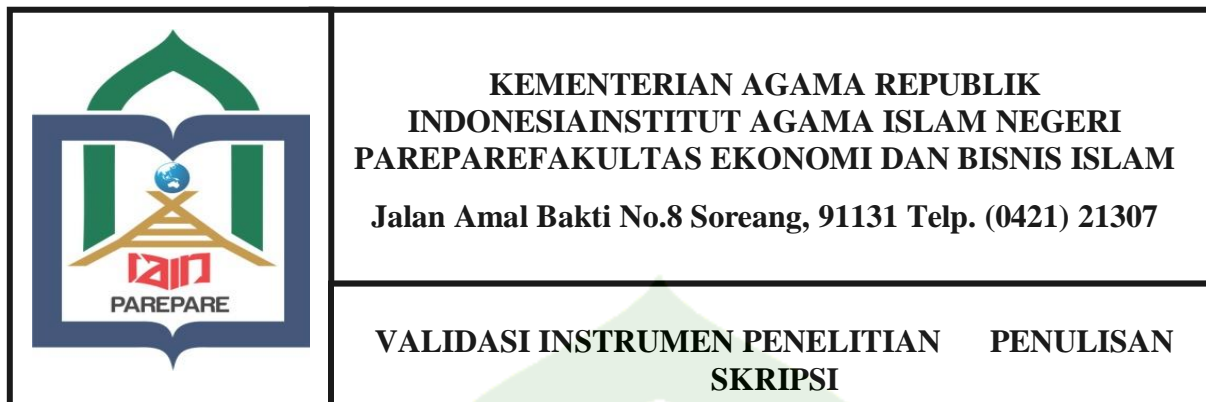 iain
PAREPARE
KEMENTERIAN AGAMA REPUBLIK
INDONESIAINSTITUT AGAMA ISLAM NEGERI
PAREPAREFAKULTAS EKONOMI DAN BISNIS ISLAM
Jalan Amal Bakti No.8 Soreang, 91131 Telp. (0421) 21307
VALIDASI INSTRUMEN PENELITIAN PENULISAN
SKRIPSI